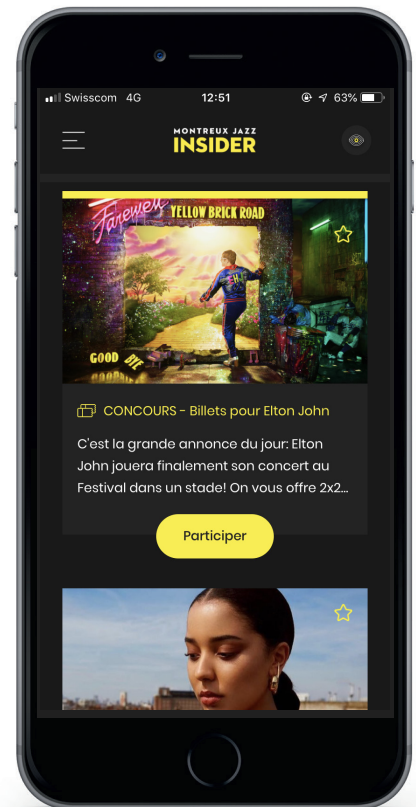 Swisscom 4G 12:51 63%
MONTREUX JAZZ
INSIDER
Farewell YELLOW BRICK ROAD
GOOD BYE
CONCOURS - Billets pour Elton John
C'est la grande annonce du jour: Elton
John jouera finalement son concert au
Festival dans un stade! On vous offre 2x2...
Participer